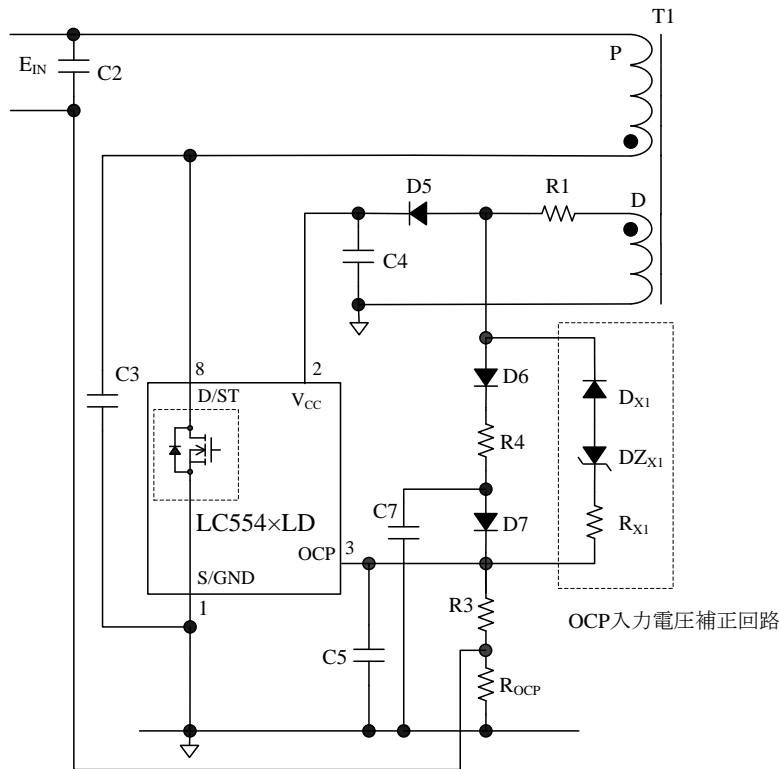 T1
P
E_IN
C2
D5
R1
D
C4
C3
8
2
D/ST
V_CC
D6
D_X1
R4
DZ_X1
C7
D7
R_X1
LC554×LD
OCP
3
S/GND
R3
1
OCP入力電圧補正回路
C5
R_OCP